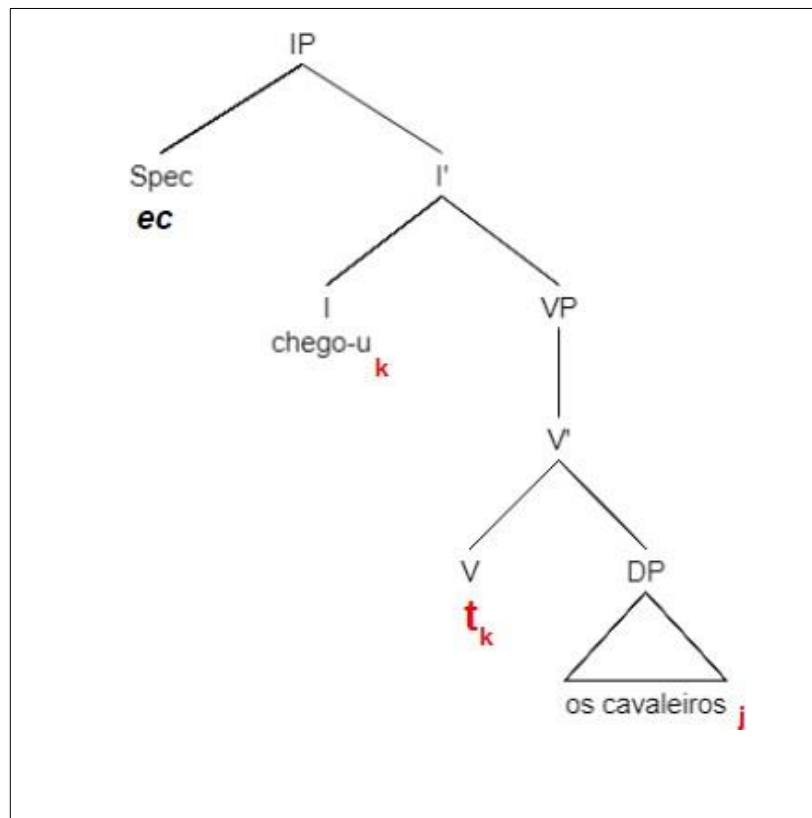 IP
Spec I'
ec
I VP
chego-u k
V'
V DP
t k
os cavaleiros j